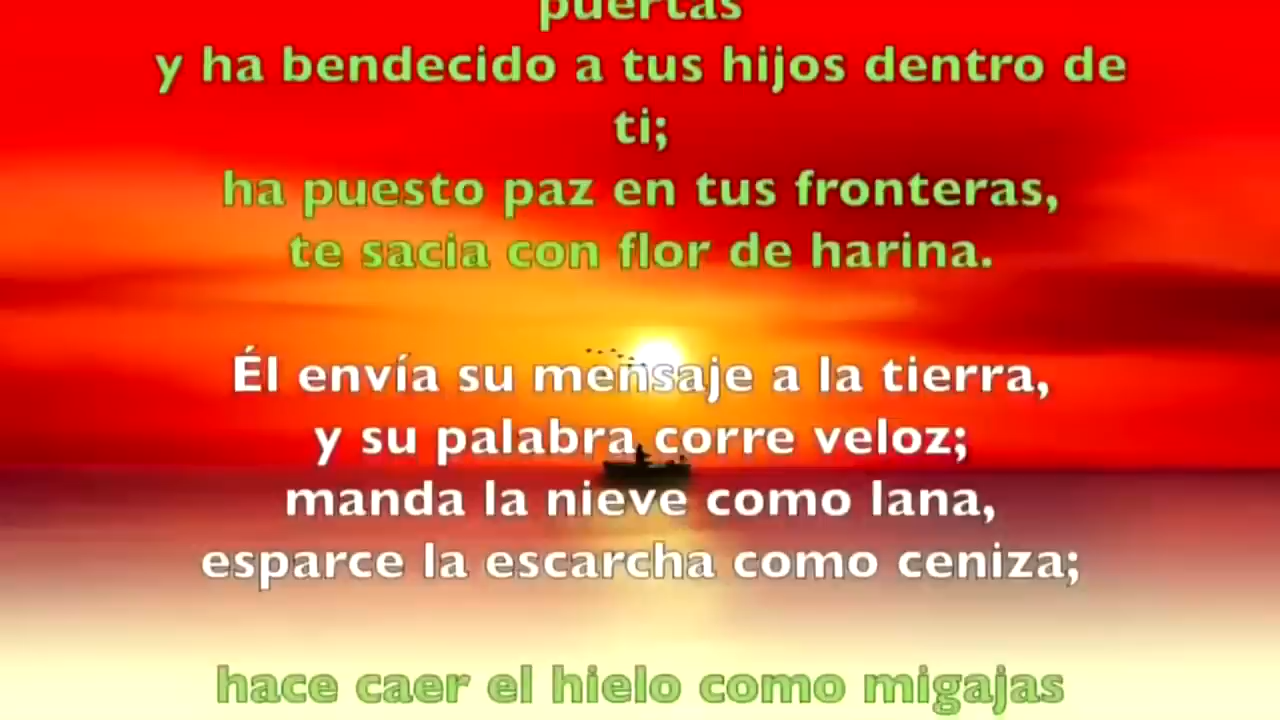 puertas
y ha bendecido a tus hijos dentro de
ti;
ha puesto paz en tus fronteras,
te sacia con flor de harina.
Él envía su mensaje a la tierra,
y su palabra corre veloz;
manda la nieve como lana,
esparce la escarcha como ceniza;
hace caer el hielo como migajas